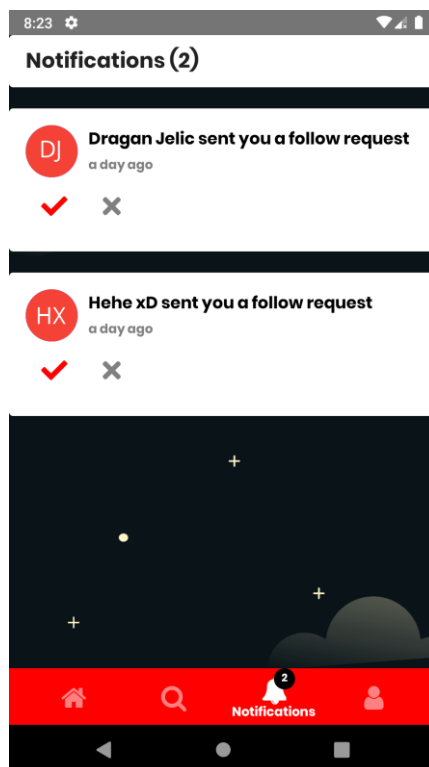 8:23
Notifications (2)
DJ
Dragan Jelic sent you a follow request
a day ago
HX
Hehe xD sent you a follow request
a day ago
2
Notifications